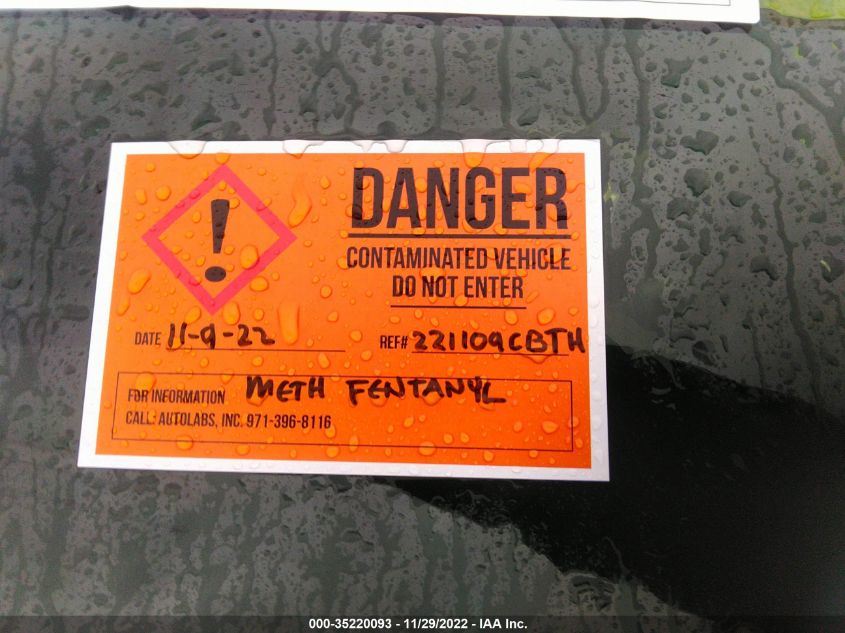 !
DANGER
CONTAMINATED VEHICLE
DO NOT ENTER
DATE 11-9-22 REF# 221109CBTH
FOR INFORMATION METH FENTANYL
CALL: AUTOLABS, INC. 971-396-8116
000-35220093 - 11/29/2022 - IAA Inc.